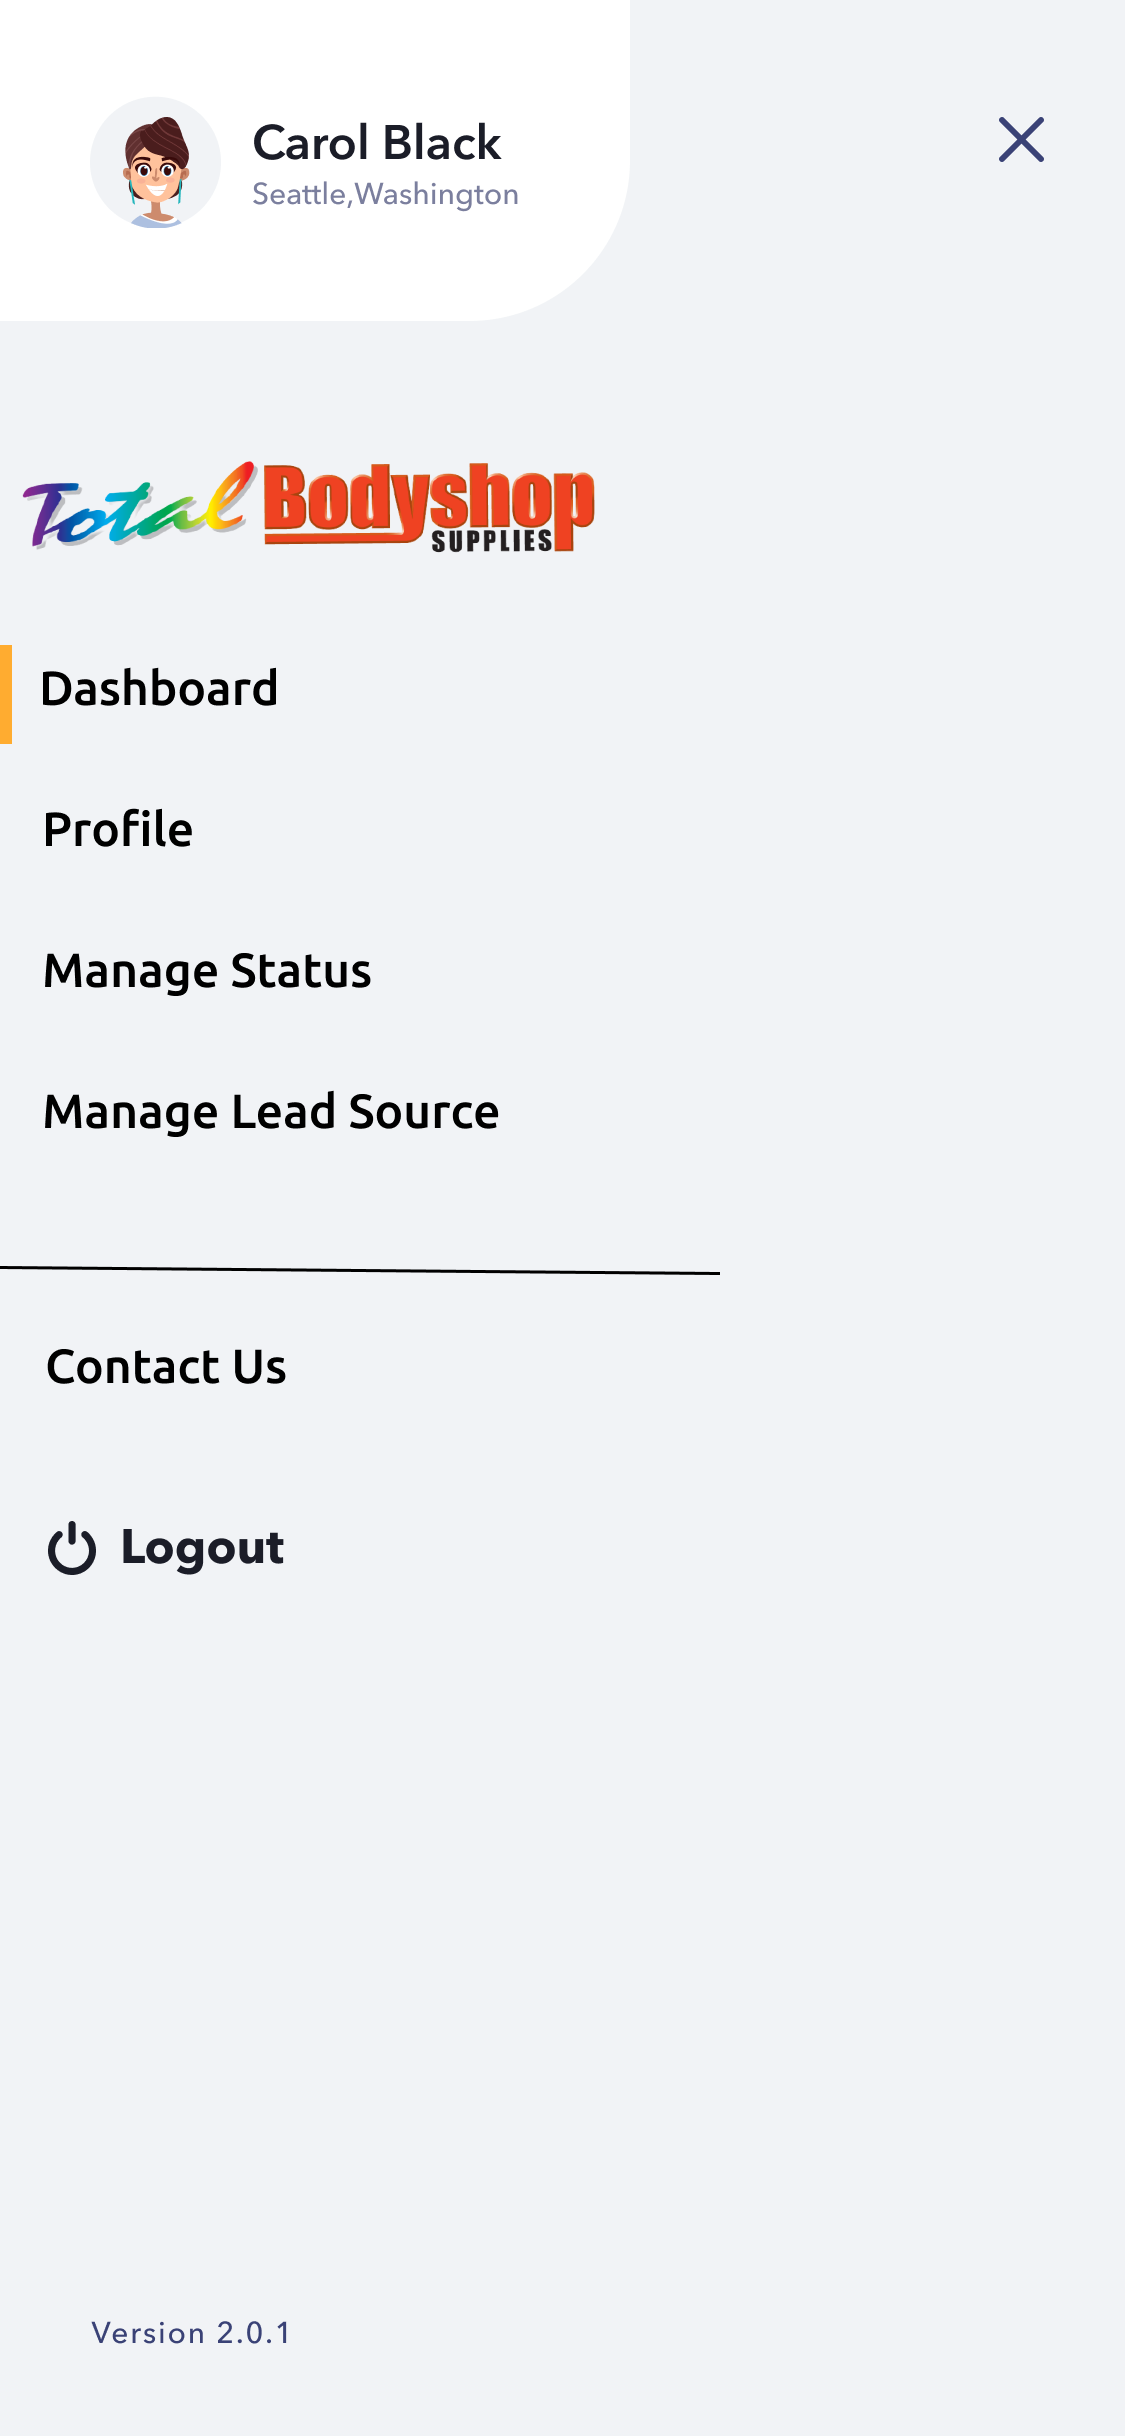 Carol Black
Seattle,Washington
Total Bodyshop
SUPPLIES
Dashboard
Profile
Manage Status
Manage Lead Source
Contact Us
Logout
Version 2.0.1